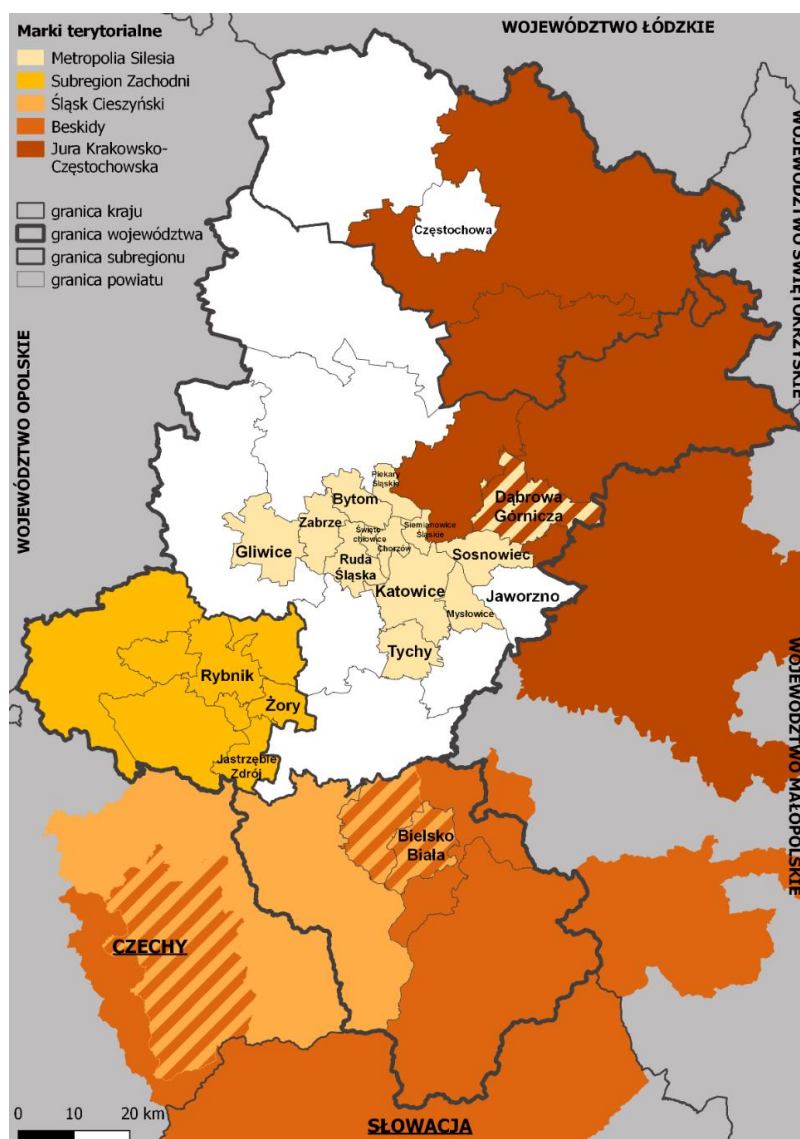 WOJEWÓDZTWO ŁÓDZKIE
Marki terytorialne
Metropolia Silesia
Subregion Zachodni
Śląsk Cieszyński
Beskidy
Jura Krakowsko-
Częstochowska
granica kraju
granica województwa
granica subregionu
granica powiatu
WOJEWÓDZTWO ŚWIĘTOKRZYSKIE
Częstochowa
WOJEWÓDZTWO OPOLSKIE
Piekary
Śląskie
Bytom
Dąbrowa
Górnicza
Zabrze
Święto-
chłowice
Chorzów
Siemianowice
Śląskie
Gliwice
Ruda
Śląska
Sosnowiec
Katowice
Jaworzno
Mysłowice
Tychy
Rybnik
Żory
Jastrzębie
Zdrój
WOJEWÓDZTWO MAŁOPOLSKIE
Bielsko
Biała
CZECHY
0 10 20 km
SŁOWACJA